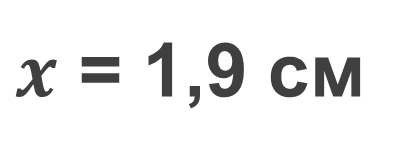 x = 1,9 см